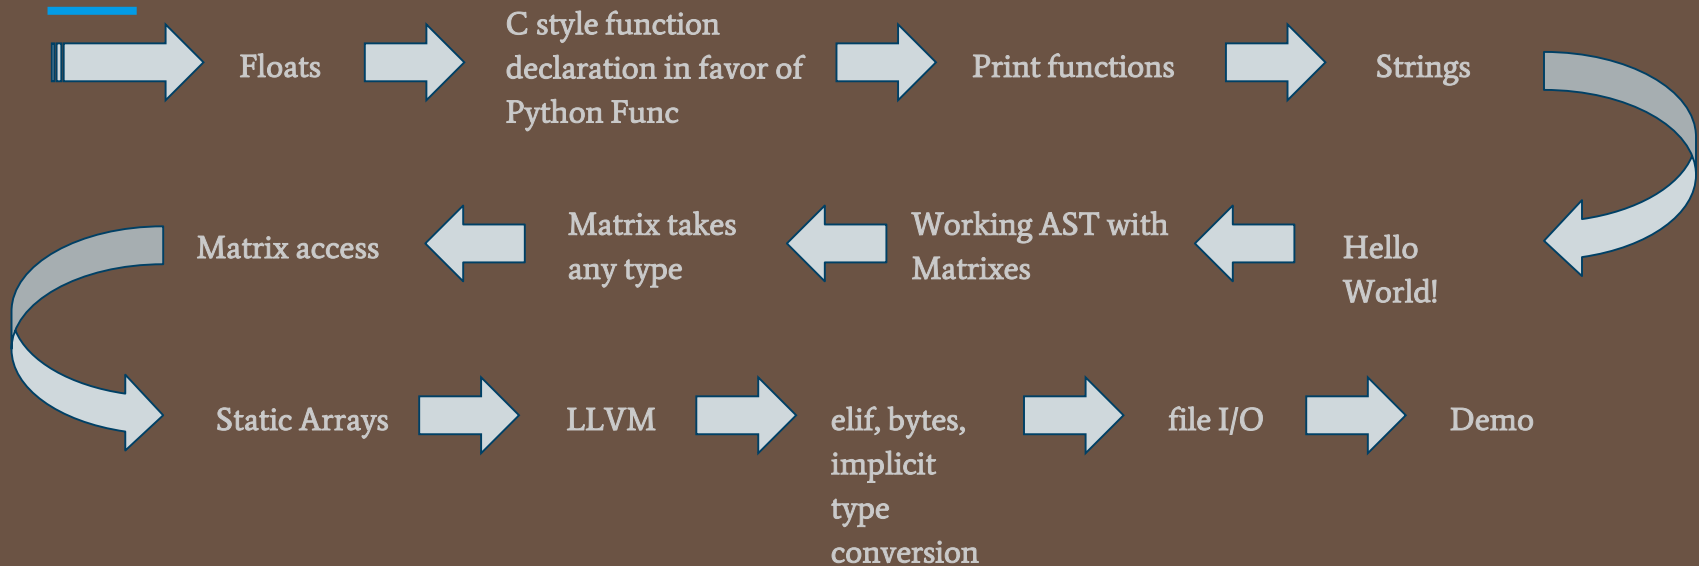 Floats
C style function
declaration in favor of
Python Func
Print functions
Strings
Hello
World!
Working AST with
Matrixes
Matrix takes
any type
Matrix access
Static Arrays
LLVM
elif, bytes,
implicit
type
conversion
file I/O
Demo